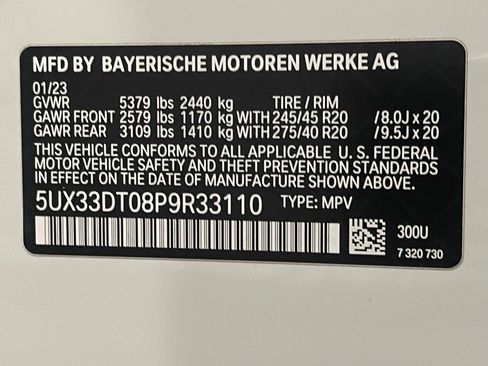 MFD BY BAYERISCHE MOTOREN WERKE AG
01/23
GVWR 5379 lbs 2440 kg TIRE / RIM
GAWR FRONT 2579 lbs 1170 kg WITH 245/45 R20 /8.0J x 20
GAWR REAR 3109 lbs 1410 kg WITH 275/40 R20 /9.5J x 20
THIS VEHICLE CONFORMS TO ALL APPLICABLE U. S. FEDERAL
MOTOR VEHICLE SAFETY AND THEFT PREVENTION STANDARDS
IN EFFECT ON THE DATE OF MANUFACTURE SHOWN ABOVE.
5UX33DT08P9R33110 TYPE: MPV
300U
7 320 730